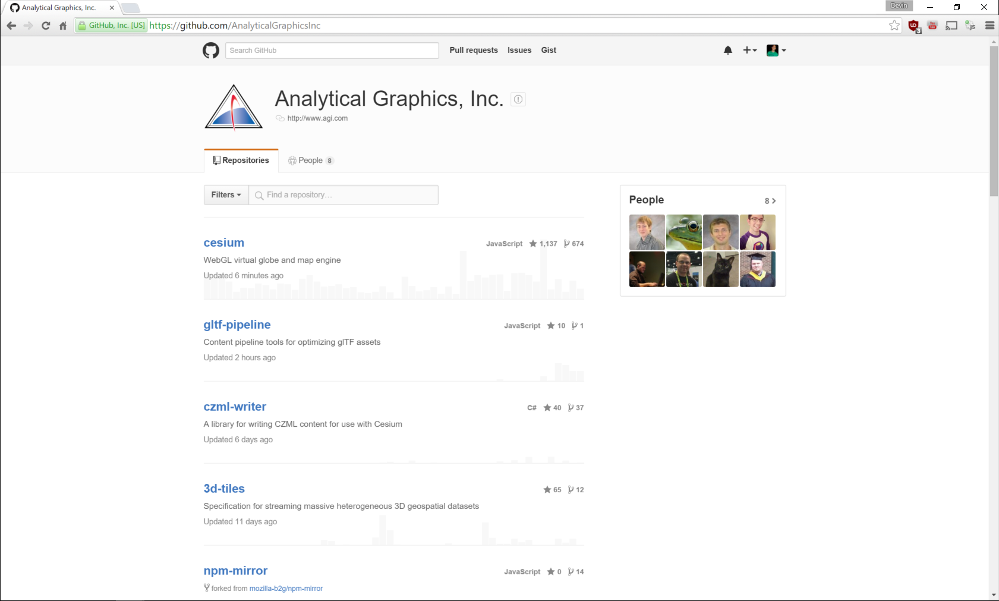 Analytical Graphics, Inc.
Devin
GitHub, Inc. [US] https://github.com/AnalyticalGraphicsInc
3
Search GitHub
Pull requests Issues Gist
Analytical Graphics, Inc.
http://www.agi.com
Repositories People 8
Filters Find a repository…
People 8
cesium JavaScript 1,137 674
WebGL virtual globe and map engine
Updated 6 minutes ago
gltf-pipeline JavaScript 10 1
Content pipeline tools for optimizing glTF assets
Updated 2 hours ago
czml-writer C# 40 37
A library for writing CZML content for use with Cesium
Updated 6 days ago
3d-tiles 65 12
Specification for streaming massive heterogeneous 3D geospatial datasets
Updated 11 days ago
npm-mirror JavaScript 0 14
forked from mozilla-b2g/npm-mirror